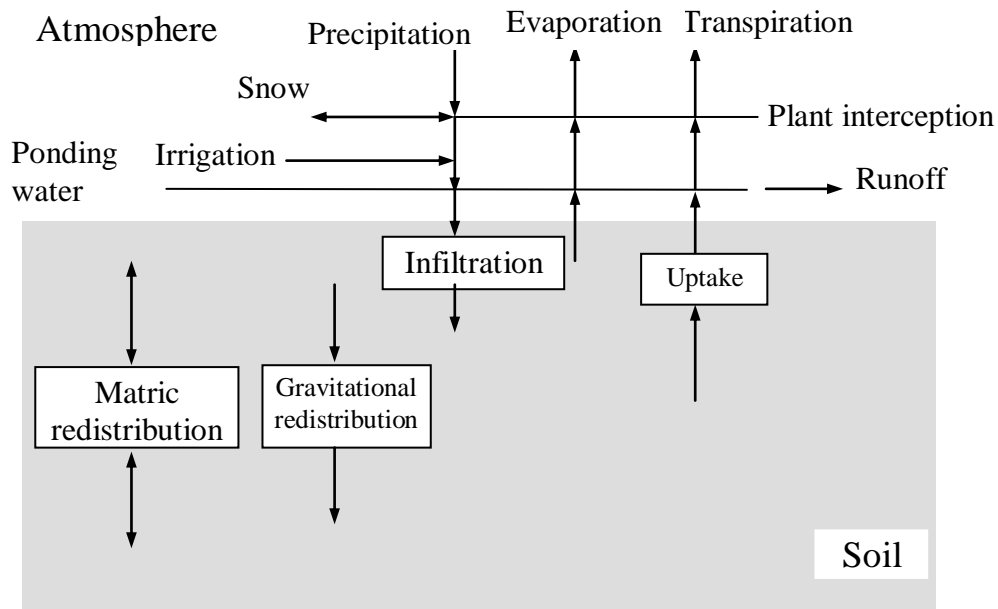 Atmosphere
Precipitation
Evaporation
Transpiration
Snow
Plant interception
Ponding
water
Irrigation
Runoff
Infiltration
Uptake
Matric
redistribution
Gravitational
redistribution
Soil